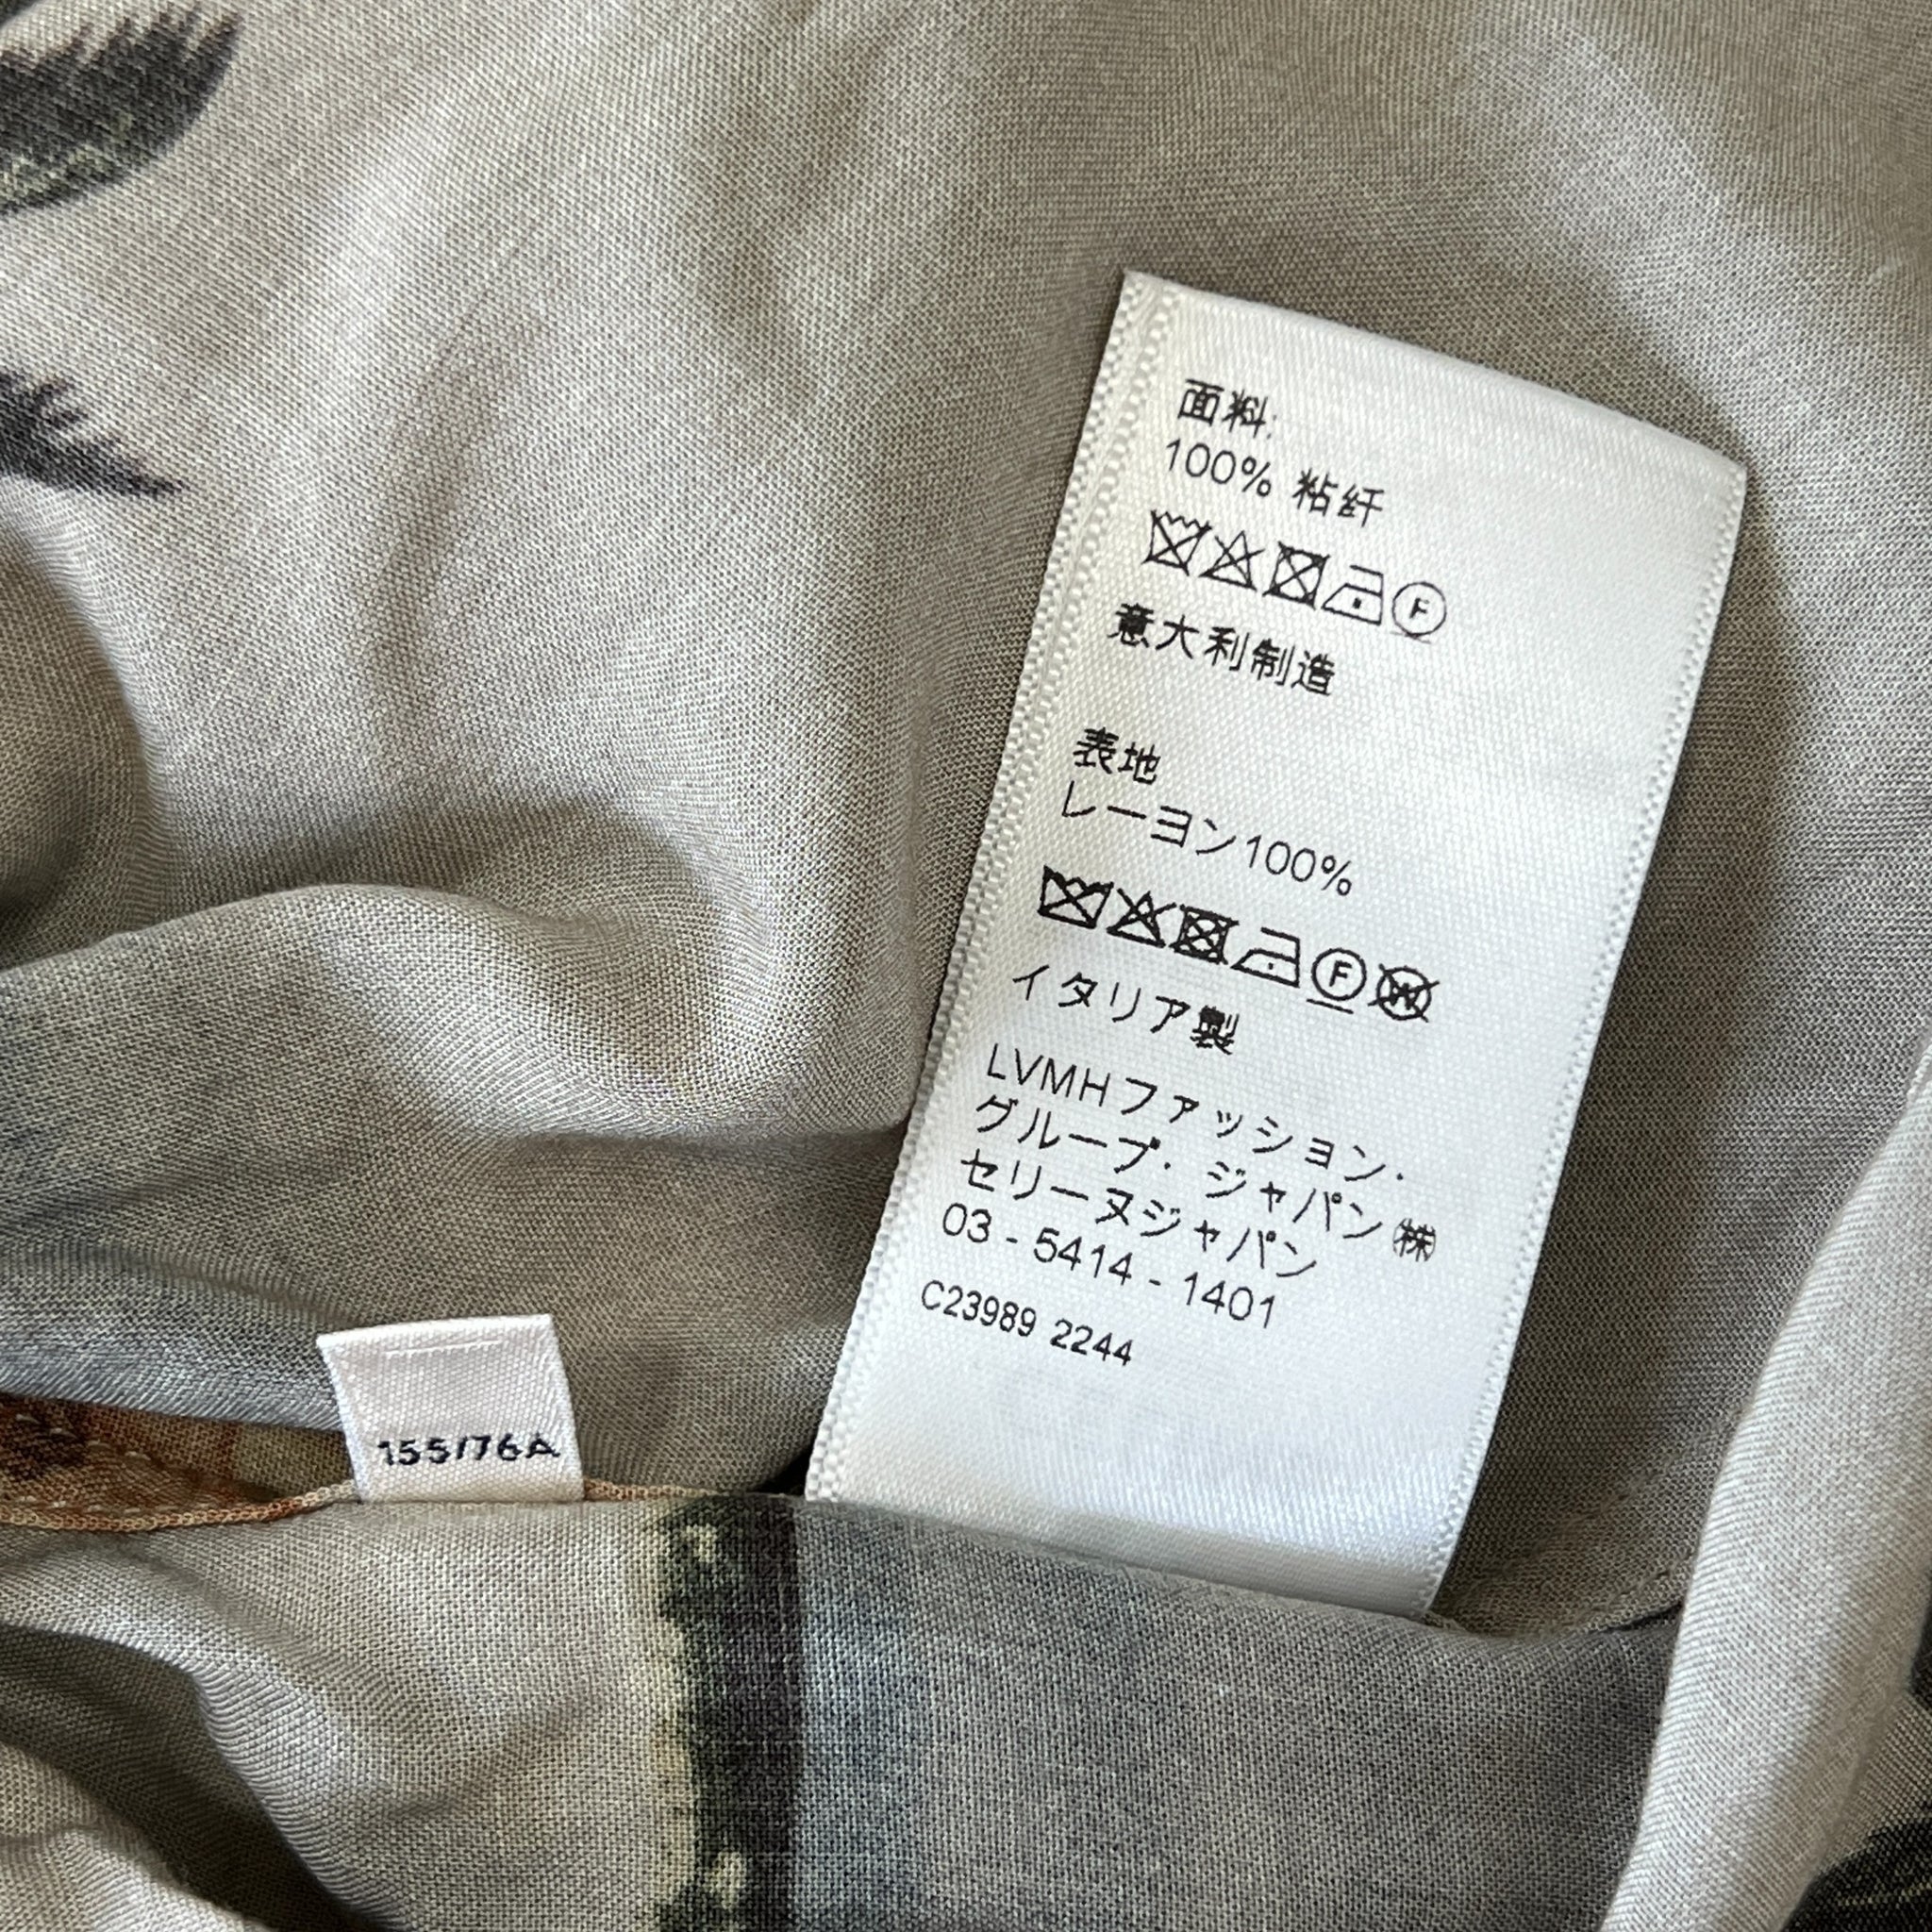 面料:
100% 粘纤
F
意大利制造
表地
レーヨン100%
F W
イタリア製
LVMHファッション・
グループ・ジャパン㈱
セリーヌジャパン
03 - 5414 - 1401
C23989 2244
155/76A